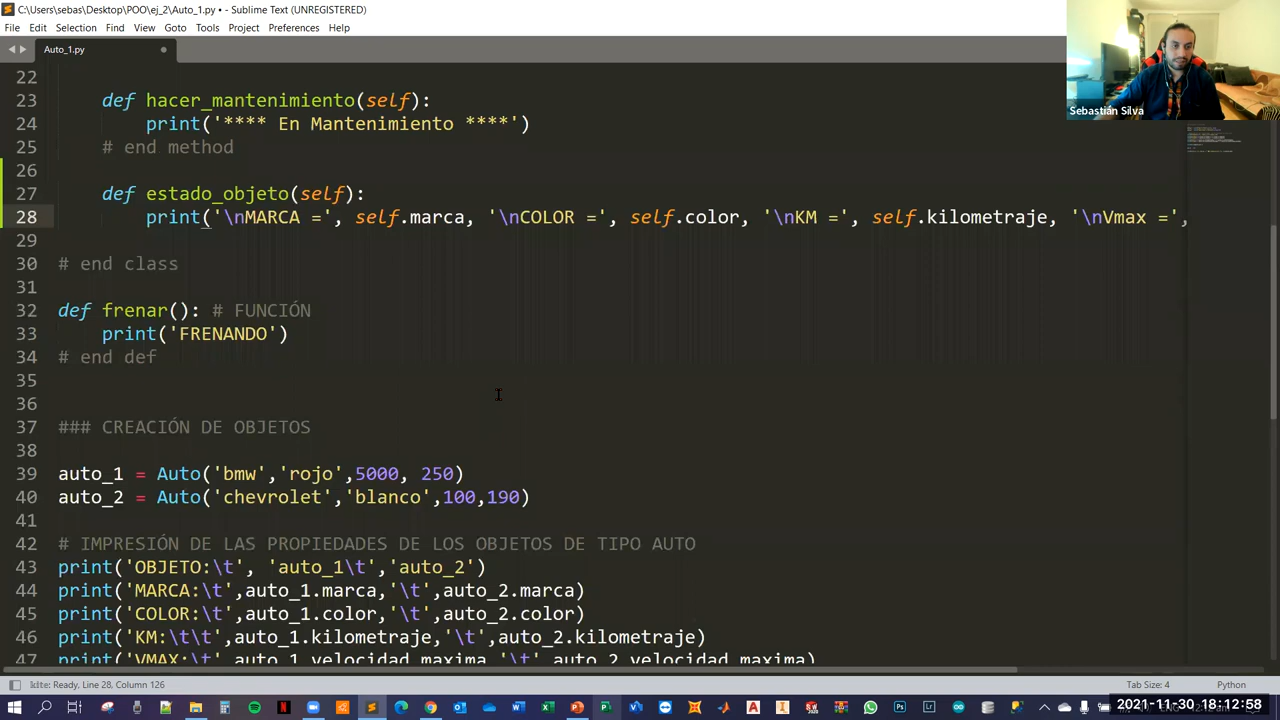 C:\Users\sebas\Desktop\POO\ej_2\Auto_1.py • - Sublime Text (UNREGISTERED)
File Edit Selection Find View Goto Tools Project Preferences Help
Auto_1.py
Sebastián Silva
22
23 def hacer_mantenimiento(self):
24 print('**** En Mantenimiento ****')
25 # end method
26
27 def estado_objeto(self):
28 print('\nMARCA =', self.marca, '\nCOLOR =', self.color, '\nKM =', self.kilometraje, '\nVmax =',
29
30 # end class
31
32 def frenar(): # FUNCIÓN
33 print('FRENANDO')
34 # end def
35
36
37 ### CREACIÓN DE OBJETOS
38
39 auto_1 = Auto('bmw','rojo',5000, 250)
40 auto_2 = Auto('chevrolet','blanco',100,190)
41
42 # IMPRESIÓN DE LAS PROPIEDADES DE LOS OBJETOS DE TIPO AUTO
43 print('OBJETO:\t', 'auto_1\t','auto_2')
44 print('MARCA:\t',auto_1.marca,'\t',auto_2.marca)
45 print('COLOR:\t',auto_1.color,'\t',auto_2.color)
46 print('KM:\t\t',auto_1.kilometraje,'\t',auto_2.kilometraje)
47 print('VMAX:\t',auto_1.velocidad_maxima,'\t',auto_2.velocidad_maxima)
Ready, Line 28, Column 126
Tab Size: 4 Python
2021-11-30 18:12:58